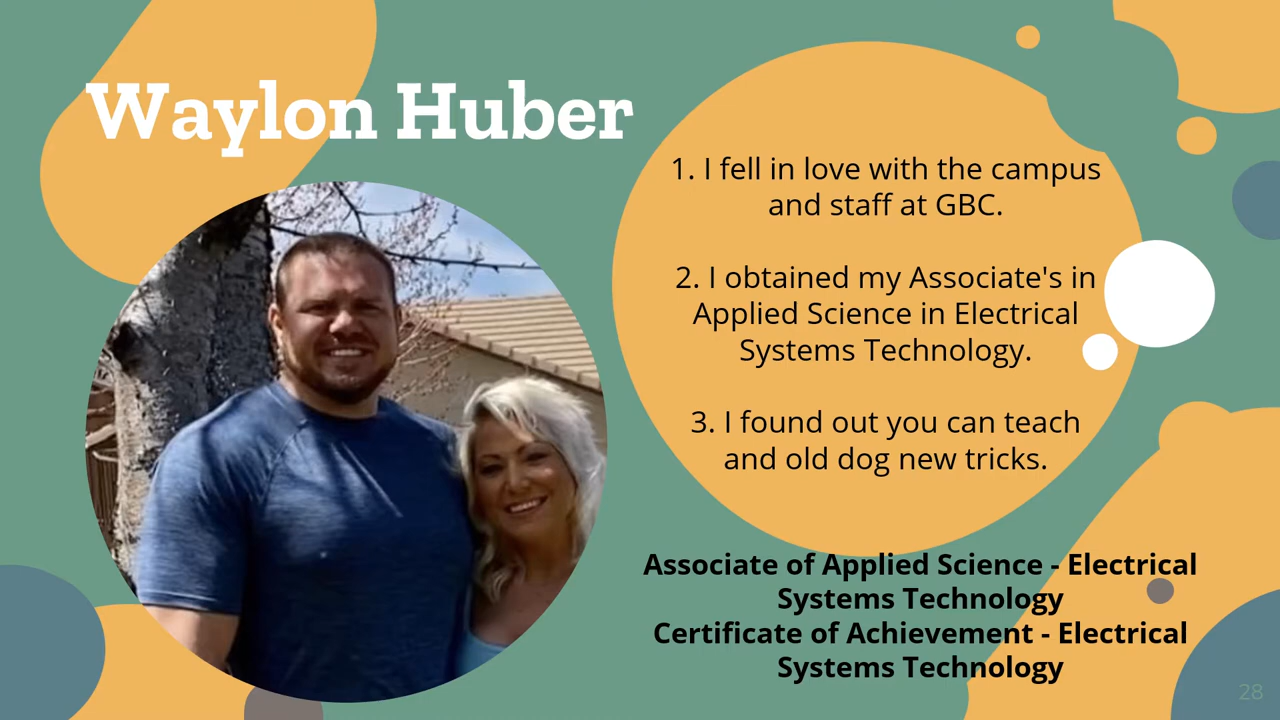 Waylon Huber
1. I fell in love with the campus
and staff at GBC.
2. I obtained my Associate's in
Applied Science in Electrical
Systems Technology.
3. I found out you can teach
and old dog new tricks.
Associate of Applied Science - Electrical
Systems Technology
Certificate of Achievement - Electrical
Systems Technology
28